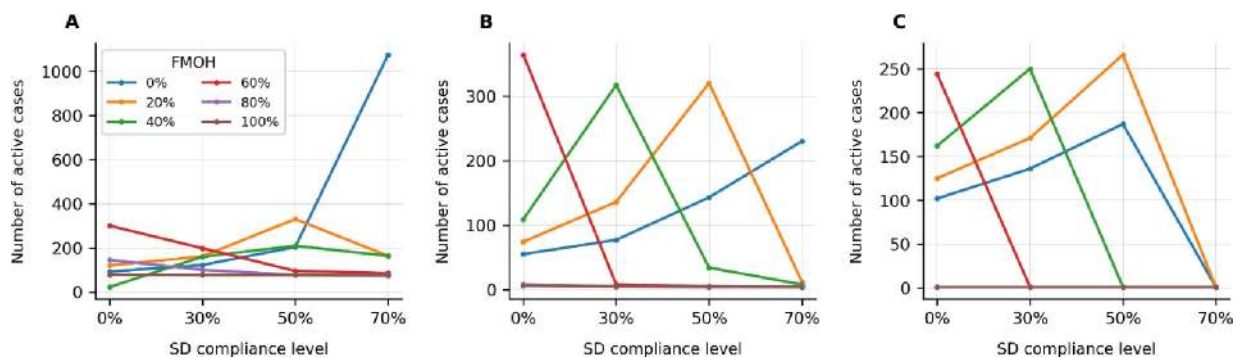 A
Number of active cases
1000
800
600
400
200
0
FMOH
0% 60%
20% 80%
40% 100%
0% 30% 50% 70%
SD compliance level
B
Number of active cases
300
200
100
0
0% 30% 50% 70%
SD compliance level
C
Number of active cases
250
200
150
100
50
0
0% 30% 50% 70%
SD compliance level